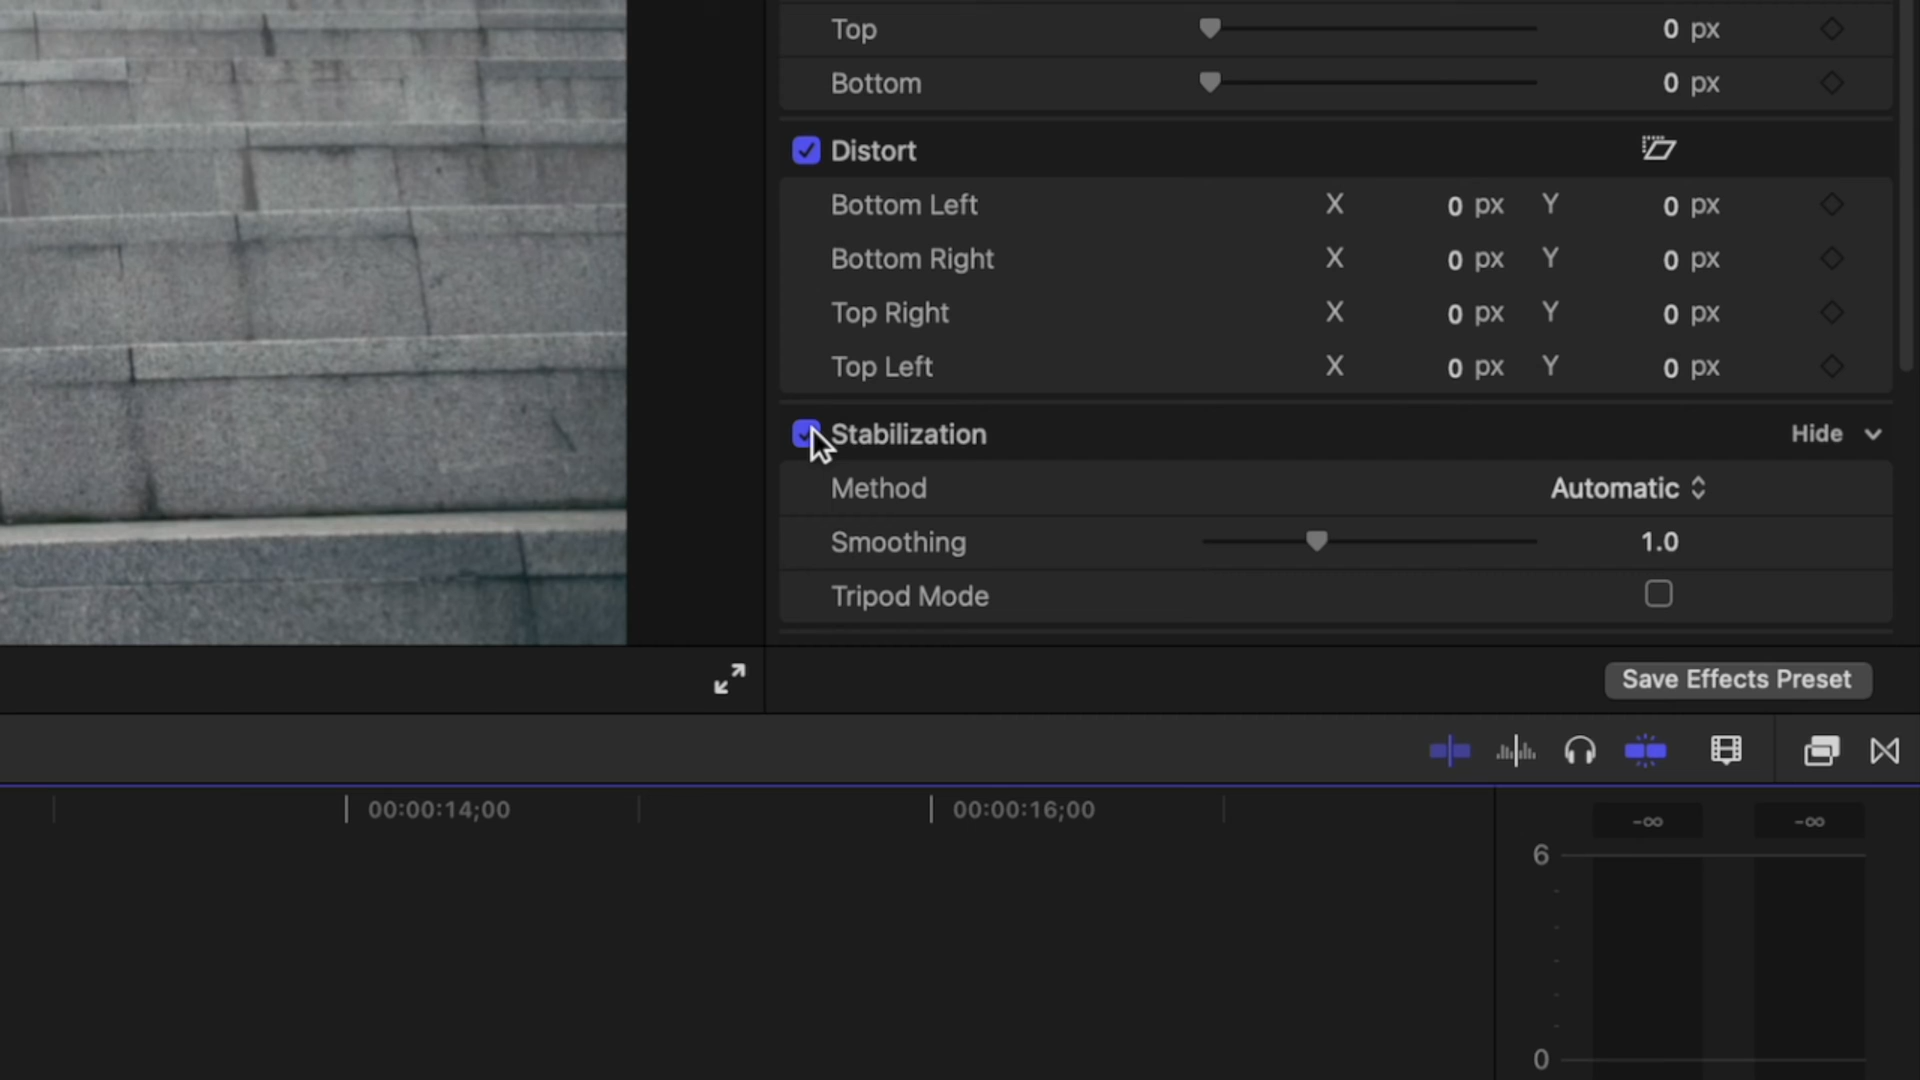 Top 0 px
Bottom 0 px
Distort
Bottom Left X 0 px Y 0 px
Bottom Right X 0 px Y 0 px
Top Right X 0 px Y 0 px
Top Left X 0 px Y 0 px
Stabilization Hide
Method Automatic
Smoothing 1.0
Tripod Mode
Save Effects Preset
00:00:14;00 00:00:16;00
-∞ -∞
6
0